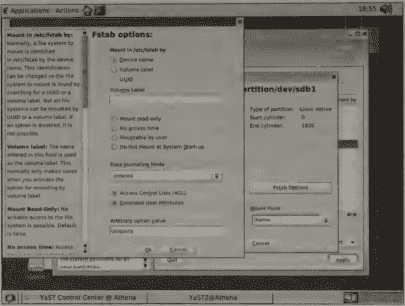 Applications Actions 18:55
Mount in /etc/fstab by:
Normally, a file system to
mount is identified
in /etc/fstab by the device
name. This identification
can be changed so the file
system to mount is found by
searching for a UUID or a
volume label. Not all file
systems can be mounted by
UUID or a volume label. If
an option is disabled, it is
not possible.
Volume label: The name
entered in this field is used
as the volume label. This
normally only makes sense
when you activate the
option for mounting by
volume label.
Mount Read-Only: No
writable access to the file
system is possible. Default
is false.
No access time: Access
Fstab options:
Mount in /etc/fstab by
Device name
Volume label
UUID
Volume Label
Mount read-only
No access time
Mountable by user
Do Not Mount at System Start-up
Data Journaling Mode
ordered
Access Control Lists (ACL)
Extended User Attributes
Arbitrary option value
usrquota
Ok Cancel
partition/dev/sdb1
Type of partition: Linux native
Start cylinder: 0
End cylinder: 1826
Fstab Options
Mount Point
/home
Cancel
Quit
Apply
YaST Control Center @ Athena
YaST2@Athena